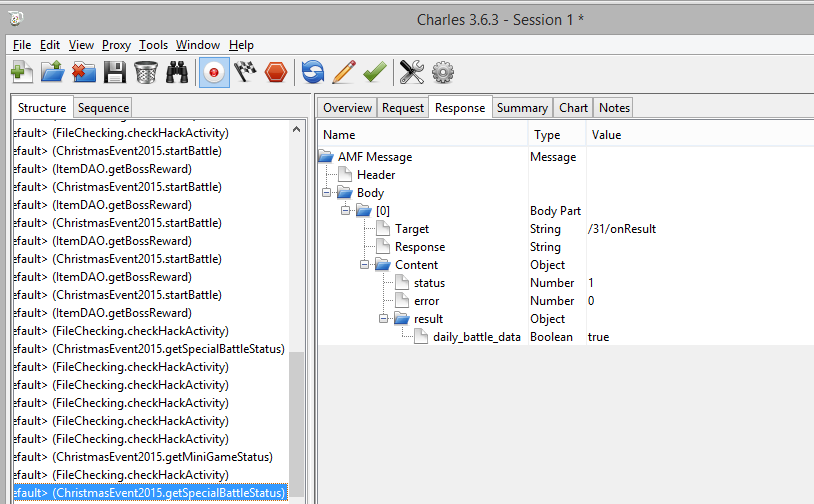 Charles 3.6.3 - Session 1 *
File Edit View Proxy Tools Window Help
Structure Sequence
efault> (FileChecking.checkHackActivity)
efault> (ChristmasEvent2015.startBattle)
efault> (ItemDAO.getBossReward)
efault> (ChristmasEvent2015.startBattle)
efault> (ItemDAO.getBossReward)
efault> (ChristmasEvent2015.startBattle)
efault> (ItemDAO.getBossReward)
efault> (ChristmasEvent2015.startBattle)
efault> (ItemDAO.getBossReward)
efault> (ChristmasEvent2015.startBattle)
efault> (ItemDAO.getBossReward)
efault> (FileChecking.checkHackActivity)
efault> (ChristmasEvent2015.getSpecialBattleStatus)
efault> (FileChecking.checkHackActivity)
efault> (FileChecking.checkHackActivity)
efault> (FileChecking.checkHackActivity)
efault> (FileChecking.checkHackActivity)
efault> (FileChecking.checkHackActivity)
efault> (ChristmasEvent2015.getMiniGameStatus)
efault> (FileChecking.checkHackActivity)
efault> (ChristmasEvent2015.getSpecialBattleStatus)
Overview Request Response Summary Chart Notes
Name Type Value
AMF Message Message
Header
Body
[0] Body Part
Target String /31/onResult
Response String
Content Object
status Number 1
error Number 0
result Object
daily_battle_data Boolean true